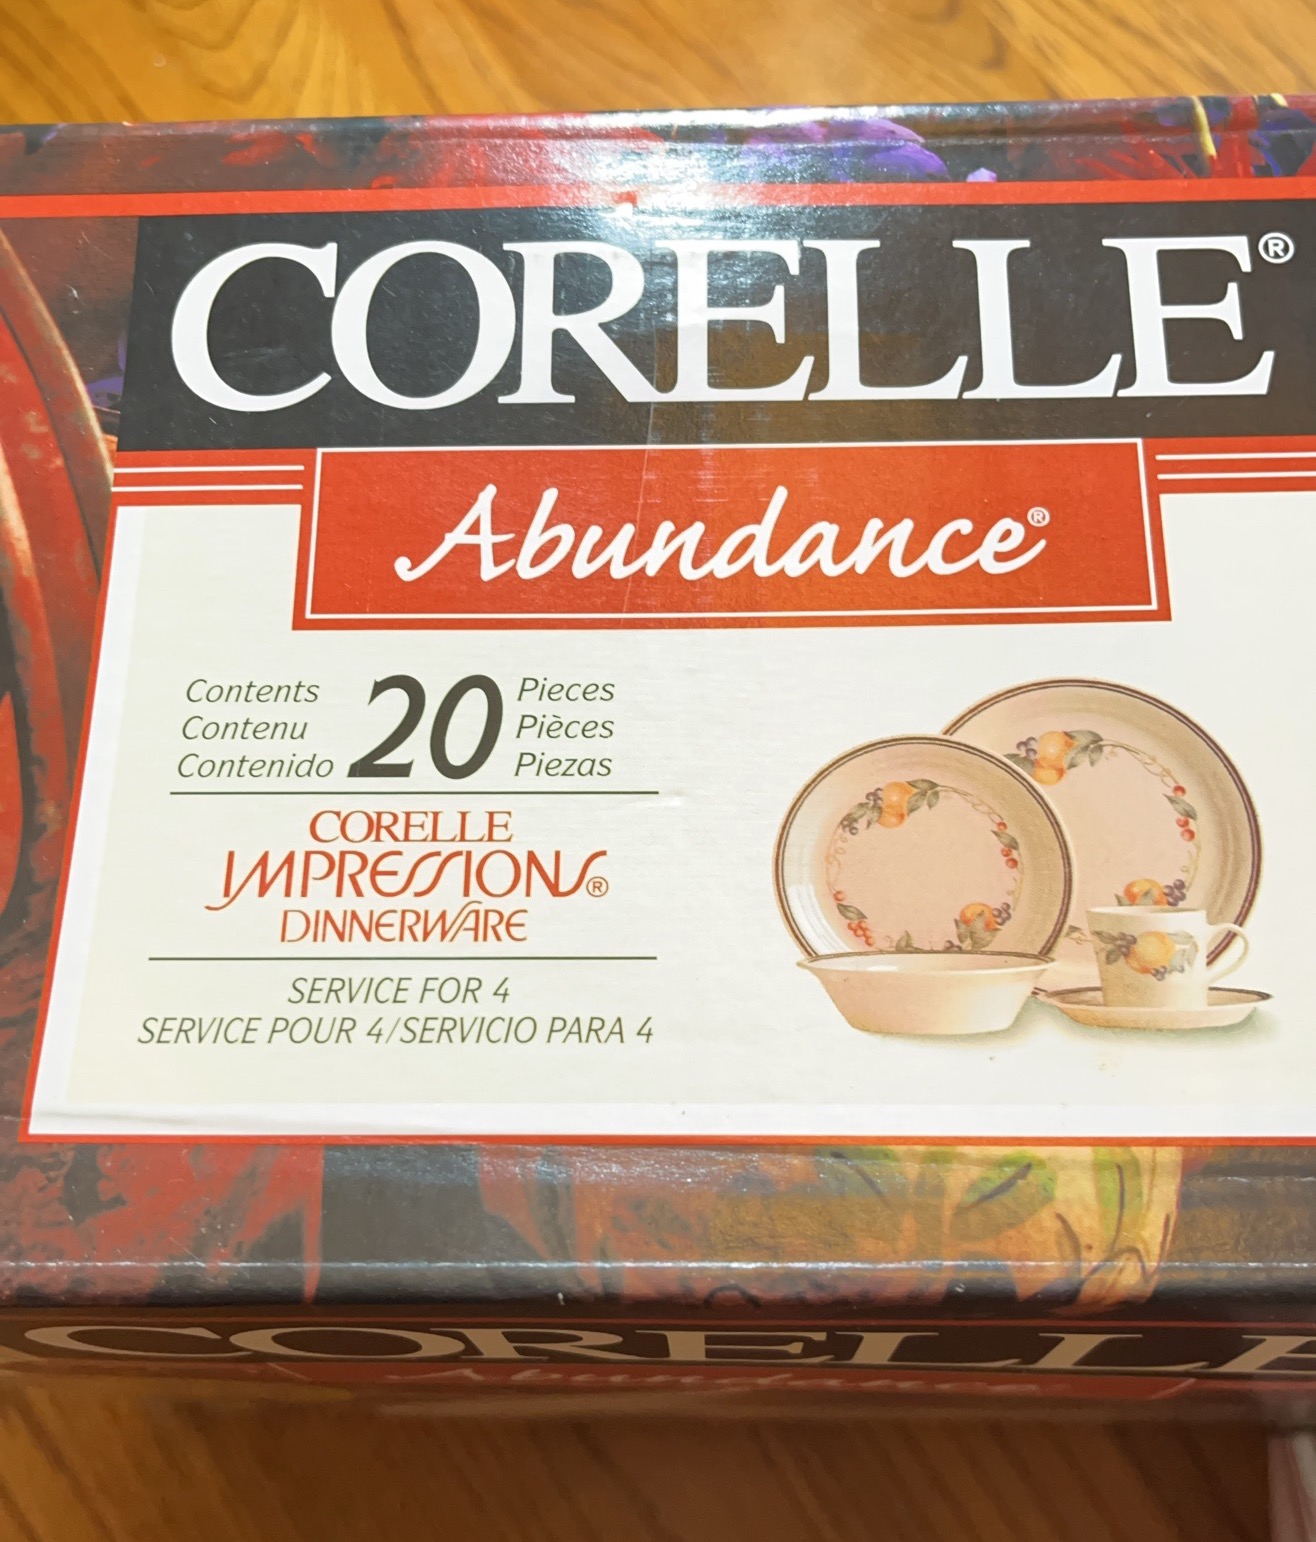 CORELLE®
Abundance®
Contents
Contenu
Contenido
20
Pieces
Pièces
Piezas
CORELLE
IMPRESSIONS®
DINNERWARE
SERVICE FOR 4
SERVICE POUR 4/SERVICIO PARA 4
CORELLE
Abundance